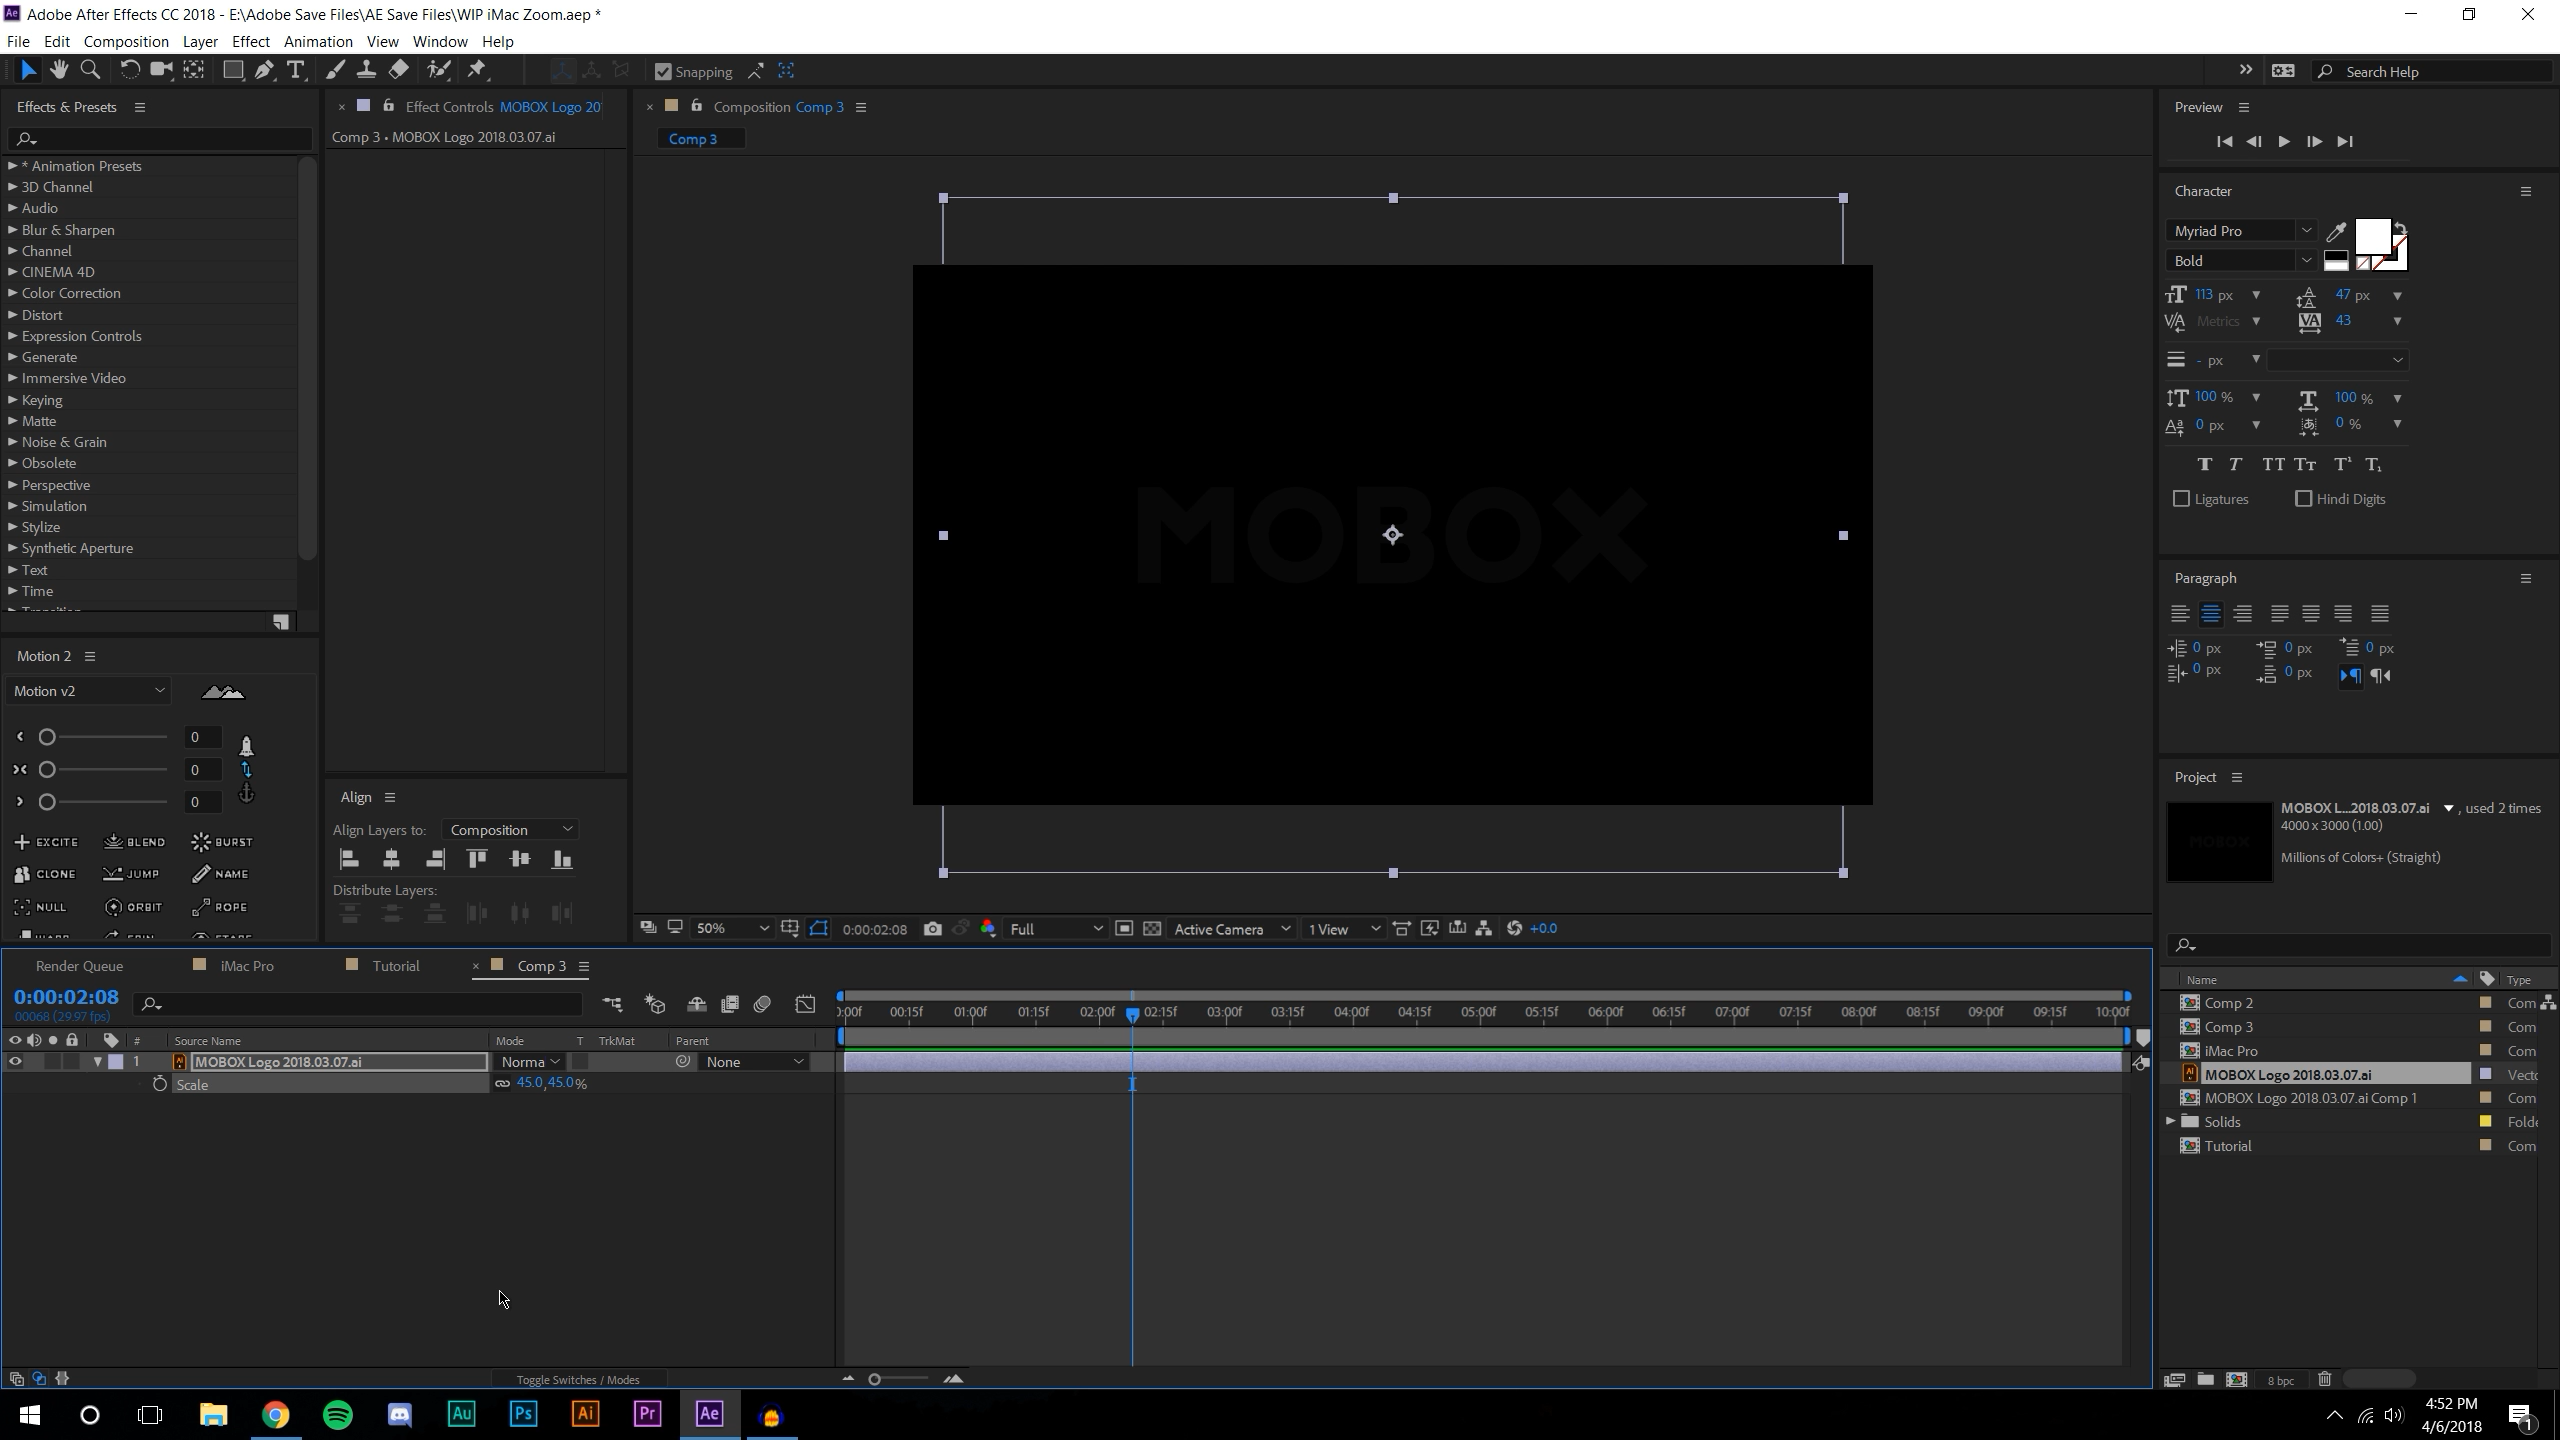 Adobe After Effects CC 2018 - E:\Adobe Save Files\AE Save Files\WIP iMac Zoom.aep *
File Edit Composition Layer Effect Animation View Window Help
Snapping
Search Help
Effects & Presets
* Animation Presets
3D Channel
Audio
Blur & Sharpen
Channel
CINEMA 4D
Color Correction
Distort
Expression Controls
Generate
Immersive Video
Keying
Matte
Noise & Grain
Obsolete
Perspective
Simulation
Stylize
Synthetic Aperture
Text
Time
Motion 2
Motion v2
0
0
0
EXCITE BLEND BURST
CLONE JUMP NAME
NULL ORBIT ROPE
Effect Controls MOBOX Logo 20
Comp 3 • MOBOX Logo 2018.03.07.ai
Align
Align Layers to: Composition
Distribute Layers:
Composition Comp 3
Comp 3
MOBOX
50% 0:00:02:08 Full Active Camera 1 View +0.0
Preview
Character
Myriad Pro
Bold
113 px 47 px
Metrics 43
- px
100 % 100 %
0 px 0 %
T T TT Tt T¹ T₁
Ligatures Hindi Digits
Paragraph
0 px 0 px 0 px
0 px 0 px
Project
MOBOX L...2018.03.07.ai , used 2 times
4000 x 3000 (1.00)
Millions of Colors+ (Straight)
Name Type
Comp 2 Com
Comp 3 Com
iMac Pro Com
MOBOX Logo 2018.03.07.ai Vecto
MOBOX Logo 2018.03.07.ai Comp 1 Com
Solids Folde
Tutorial Com
8 bpc
Render Queue iMac Pro Tutorial Comp 3
0:00:02:08
00068 (29.97 fps)
0:00f 00:15f 01:00f 01:15f 02:00f 02:15f 03:00f 03:15f 04:00f 04:15f 05:00f 05:15f 06:00f 06:15f 07:00f 07:15f 08:00f 08:15f 09:00f 09:15f 10:00f
# Source Name Mode T TrkMat Parent
1 MOBOX Logo 2018.03.07.ai Norma None
Scale 45.0,45.0%
Toggle Switches / Modes
Au Ps Ai Pr Ae
4:52 PM
4/6/2018
1